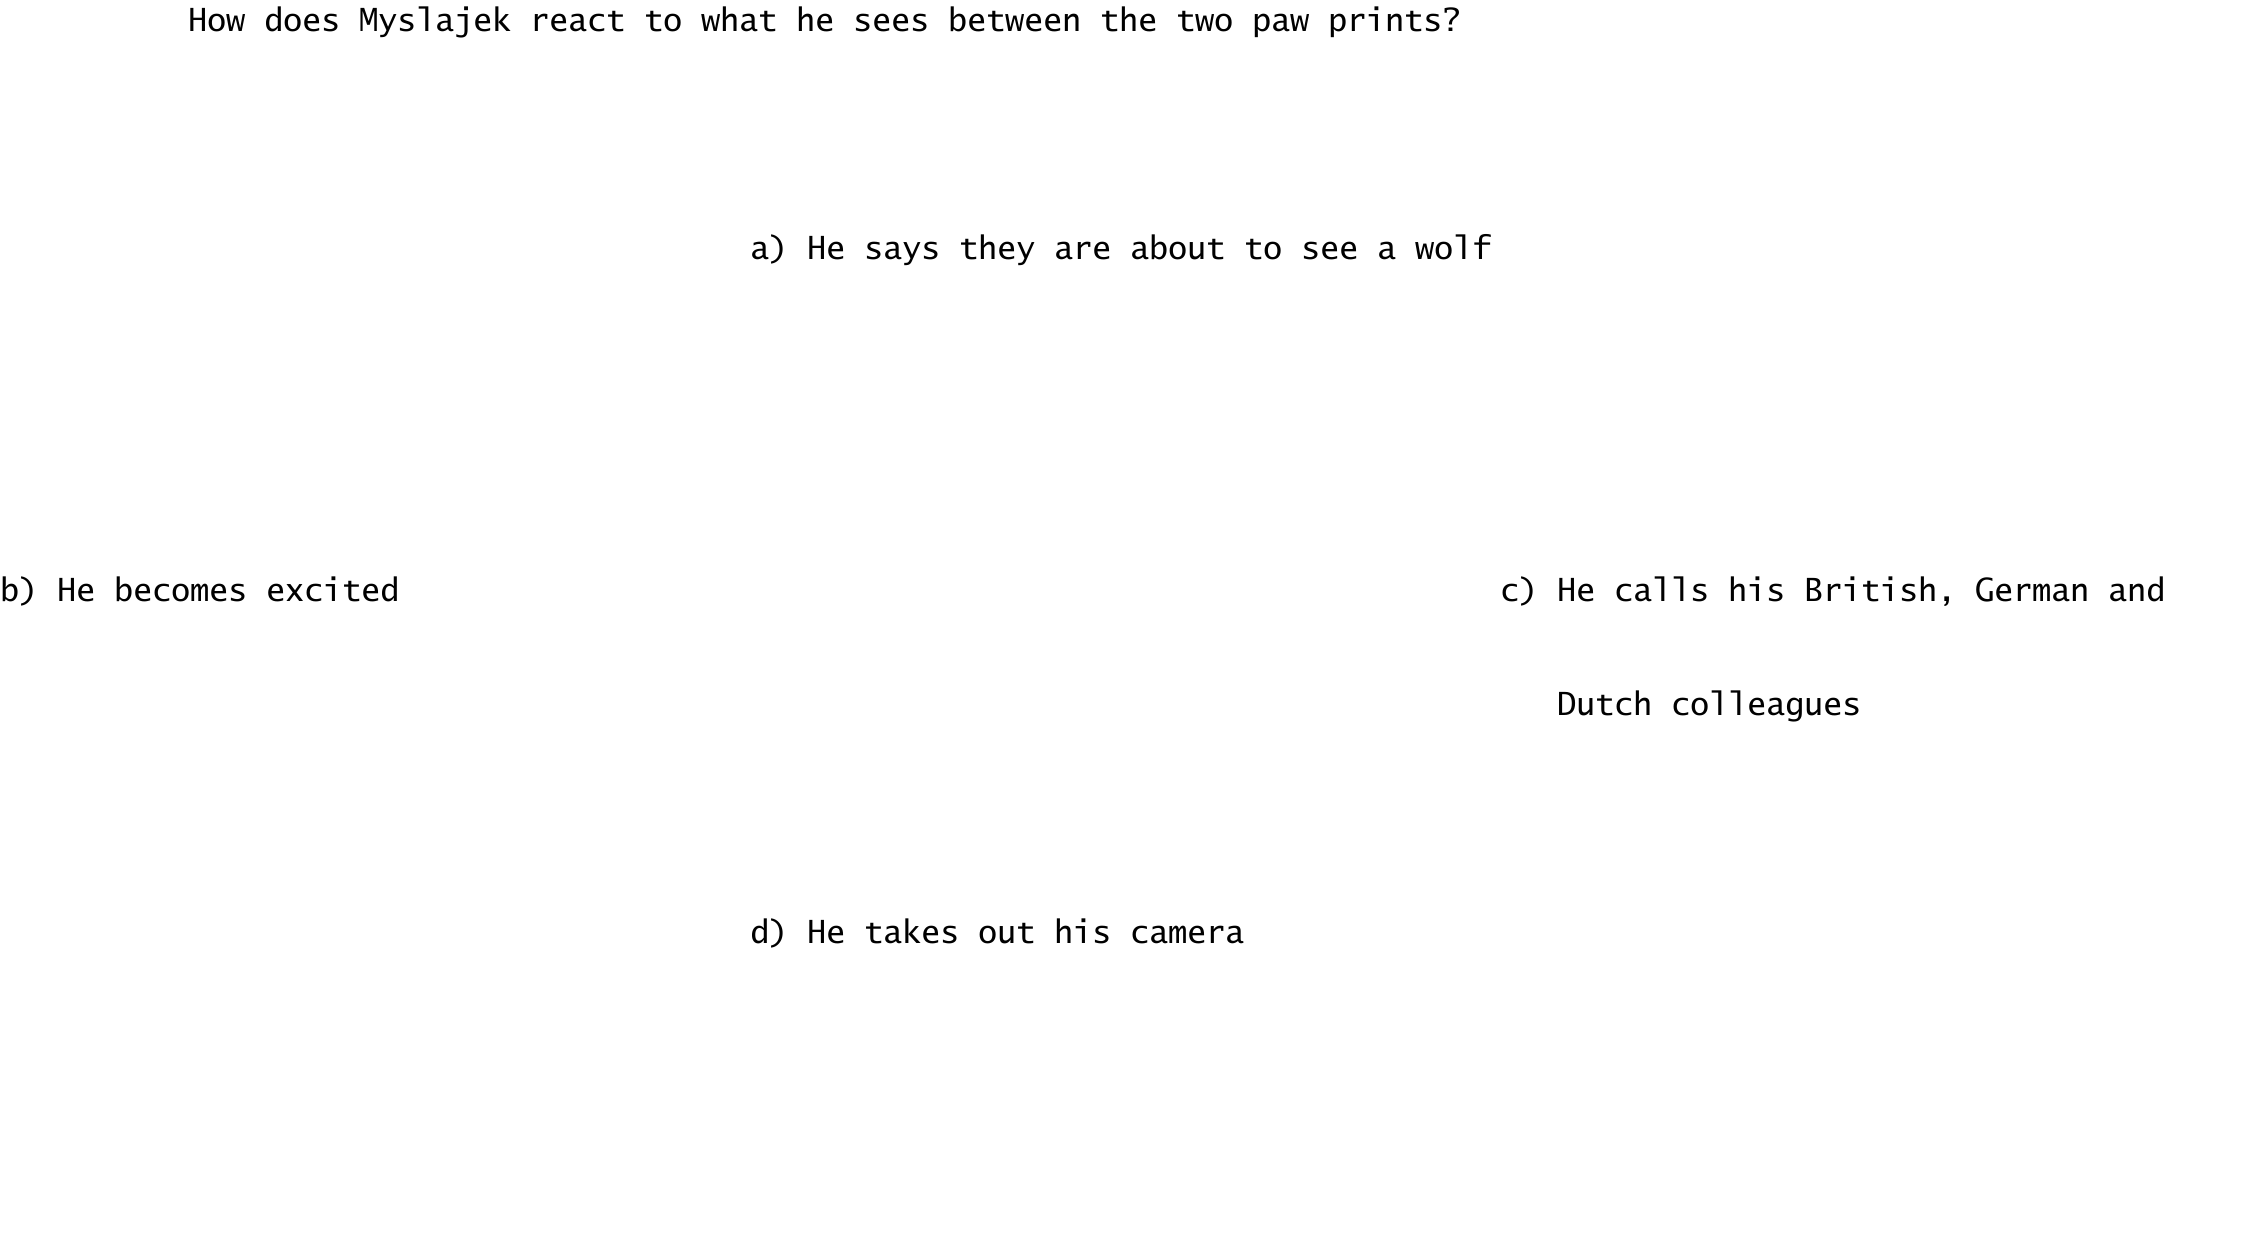 How does Myslajek react to what he sees between the two paw prints?
a) He says they are about to see a wolf
b) He becomes excited
c) He calls his British, German and
Dutch colleagues
d) He takes out his camera